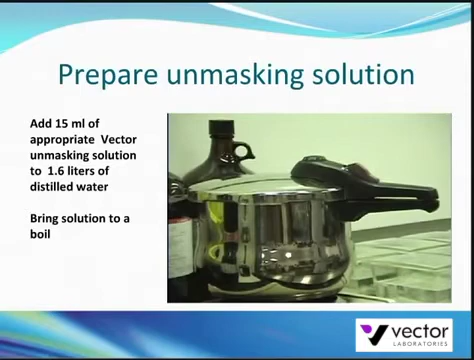 Prepare unmasking solution
Add 15 ml of
appropriate Vector
unmasking solution
to 1.6 liters of
distilled water
Bring solution to a
boil
vector
LABORATORIES